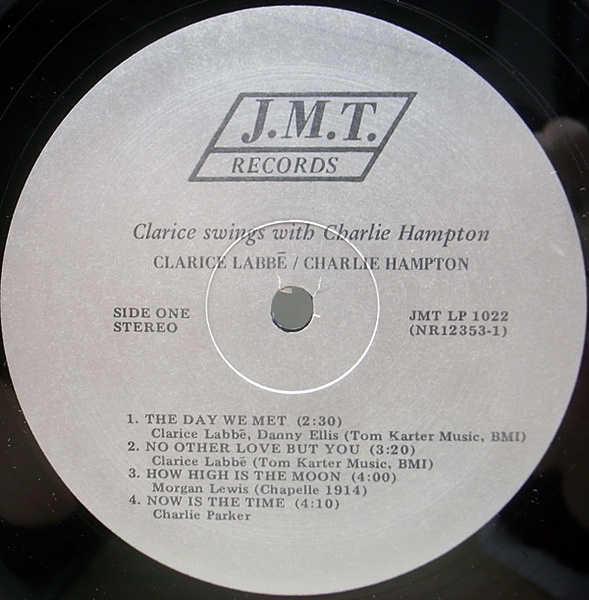 J.M.T.
RECORDS
Clarice swings with Charlie Hampton
CLARICE LABBĒ / CHARLIE HAMPTON
SIDE ONE
STEREO
JMT LP 1022
(NR12353-1)
1. THE DAY WE MET (2:30)
Clarice Labbē, Danny Ellis (Tom Karter Music, BMI)
2. NO OTHER LOVE BUT YOU (3:20)
Clarice Labbē (Tom Karter Music, BMI)
3. HOW HIGH IS THE MOON (4:00)
Morgan Lewis (Chapelle 1914)
4. NOW IS THE TIME (4:10)
Charlie Parker